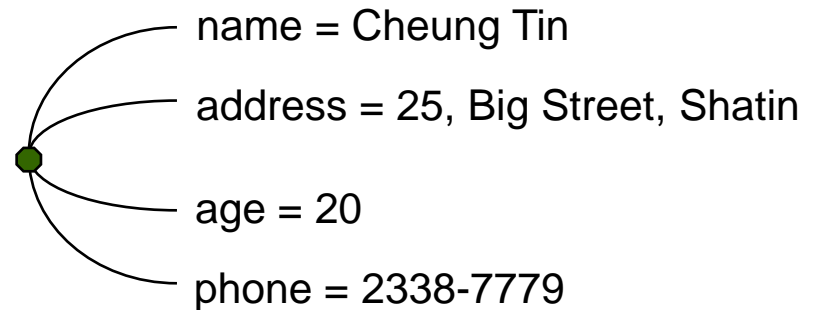 name = Cheung Tin
address = 25, Big Street, Shatin
age = 20
phone = 2338-7779